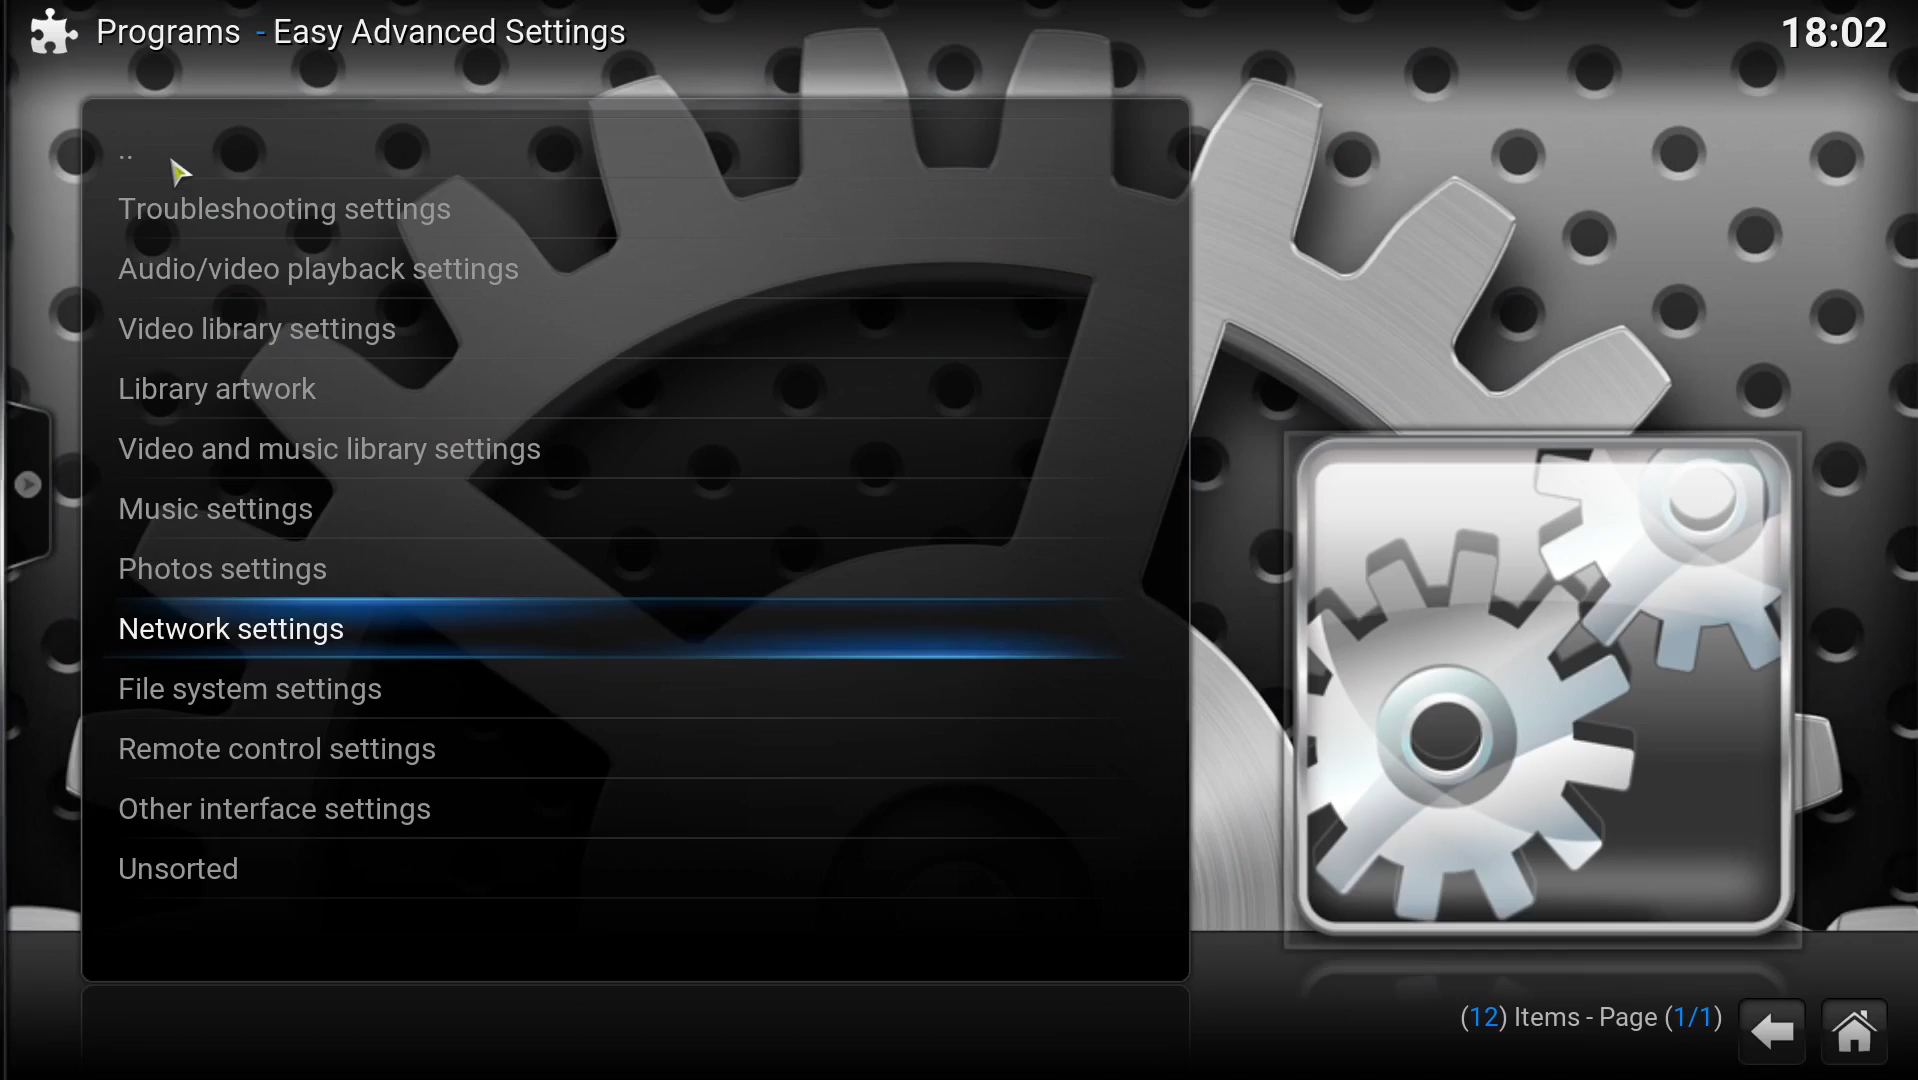 Programs - Easy Advanced Settings
18:02
..
Troubleshooting settings
Audio/video playback settings
Video library settings
Library artwork
Video and music library settings
Music settings
Photos settings
Network settings
File system settings
Remote control settings
Other interface settings
Unsorted
(12) Items - Page (1/1)